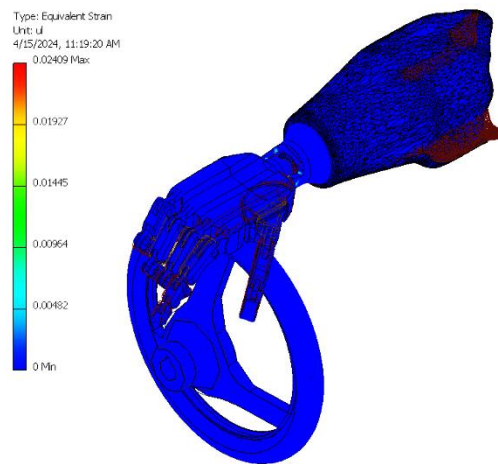 Type: Equivalent Strain
Unit: ul
4/15/2024, 11:19:20 AM
0.02409 Max
0.01927
0.01445
0.00964
0.00482
0 Min